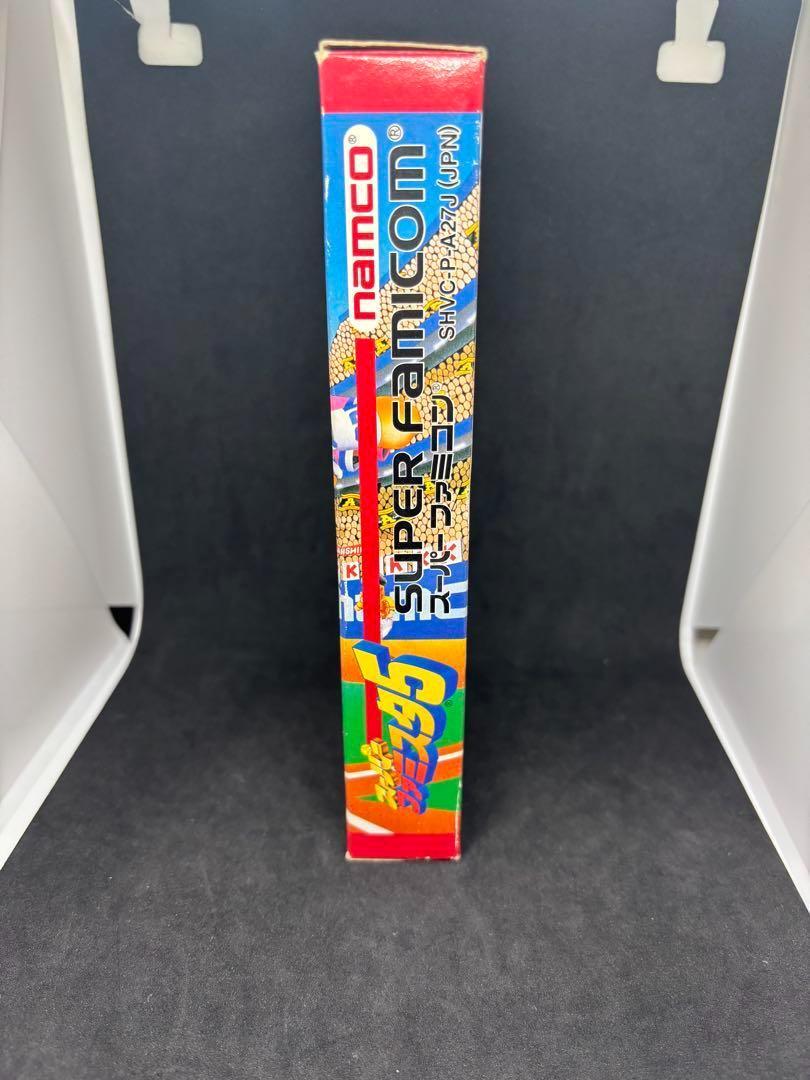 namco®
SUPER FAMICOM®
スーパーファミコン®
SHVC-P-A27J (JPN)
スーパー
ファミスタ5®
K K K